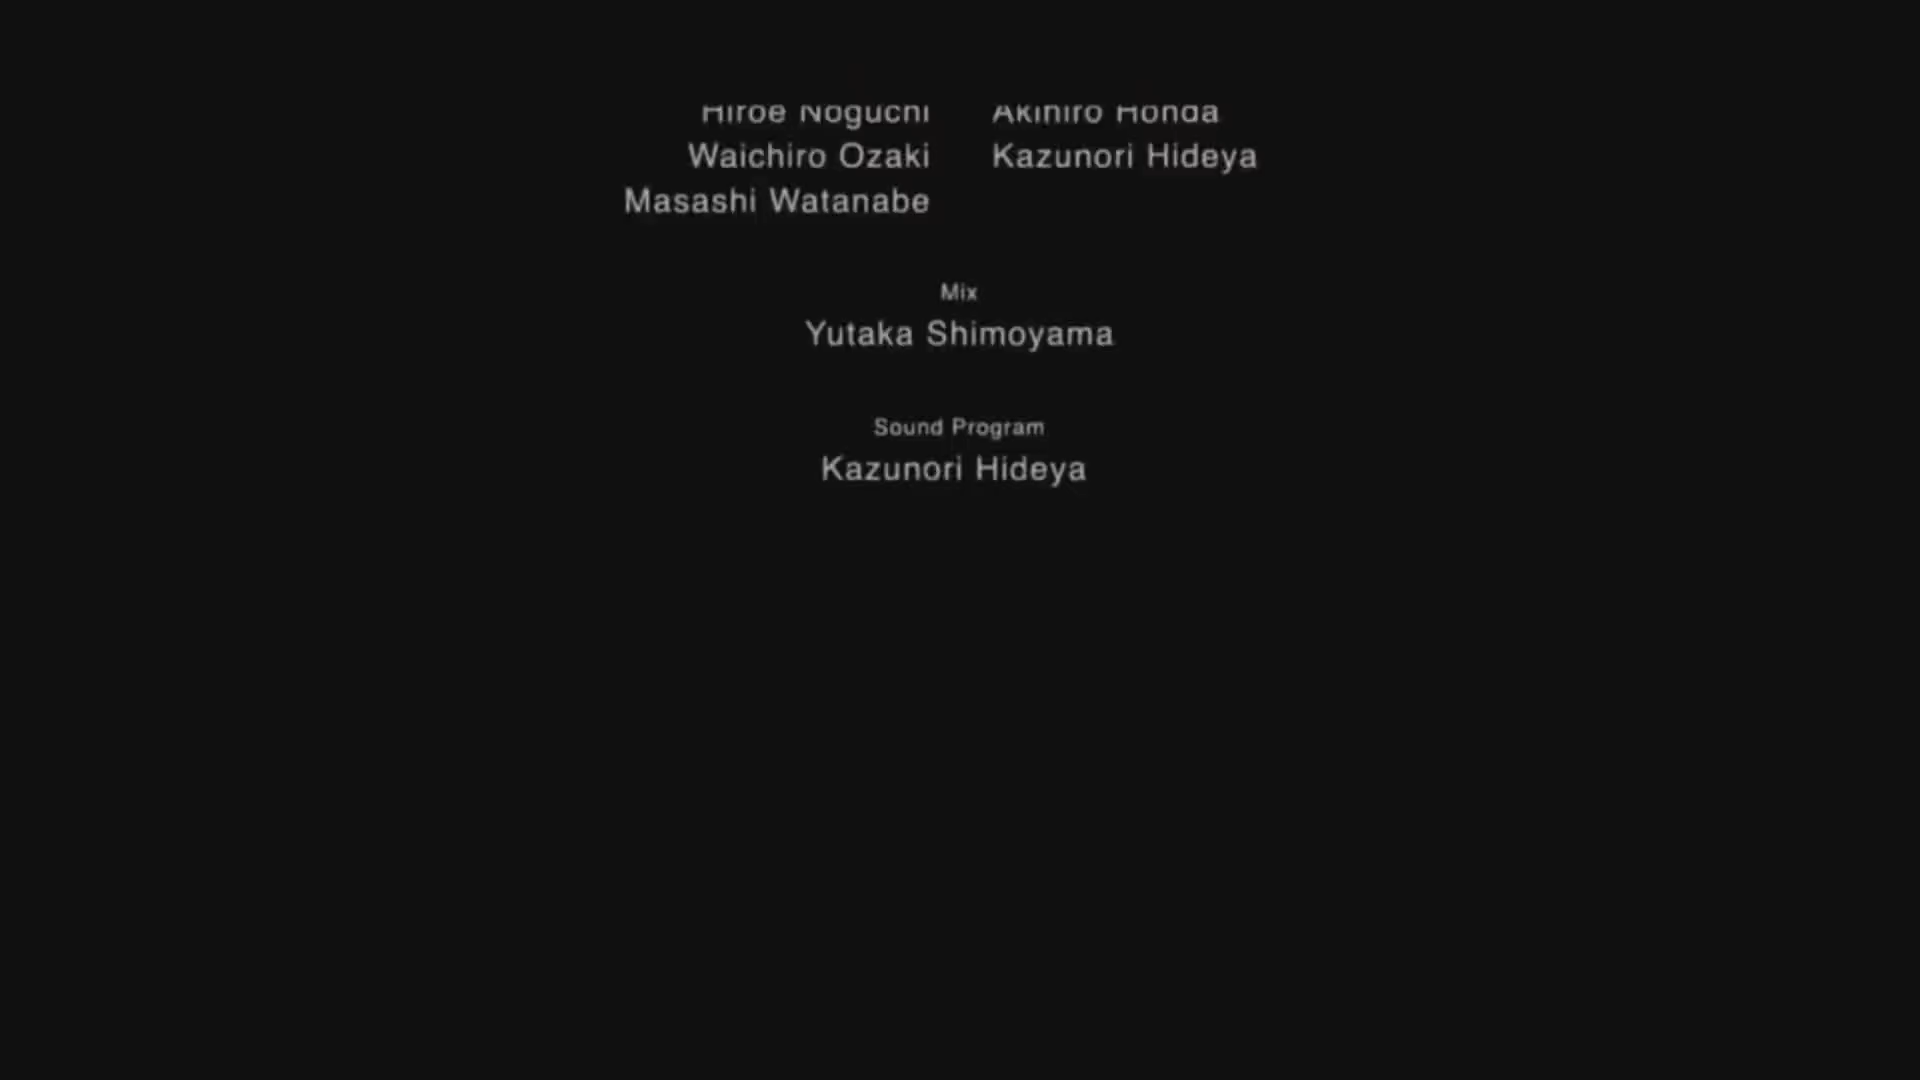 Hiroe Noguchi Akihiro Honda
Waichiro Ozaki Kazunori Hideya
Masashi Watanabe
Mix
Yutaka Shimoyama
Sound Program
Kazunori Hideya